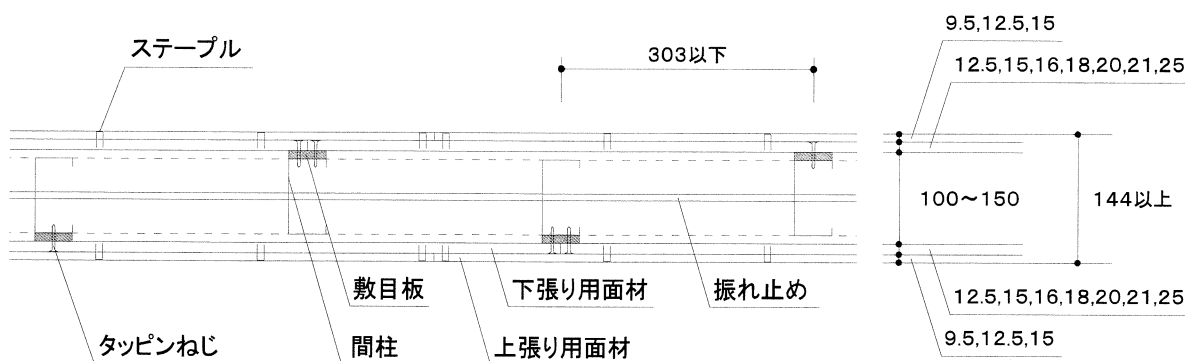 ステープル
303以下
9.5,12.5,15
12.5,15,16,18,20,21,25
100～150
144以上
敷目板
下張り用面材
振れ止め
12.5,15,16,18,20,21,25
タッピンねじ
間柱
上張り用面材
9.5,12.5,15